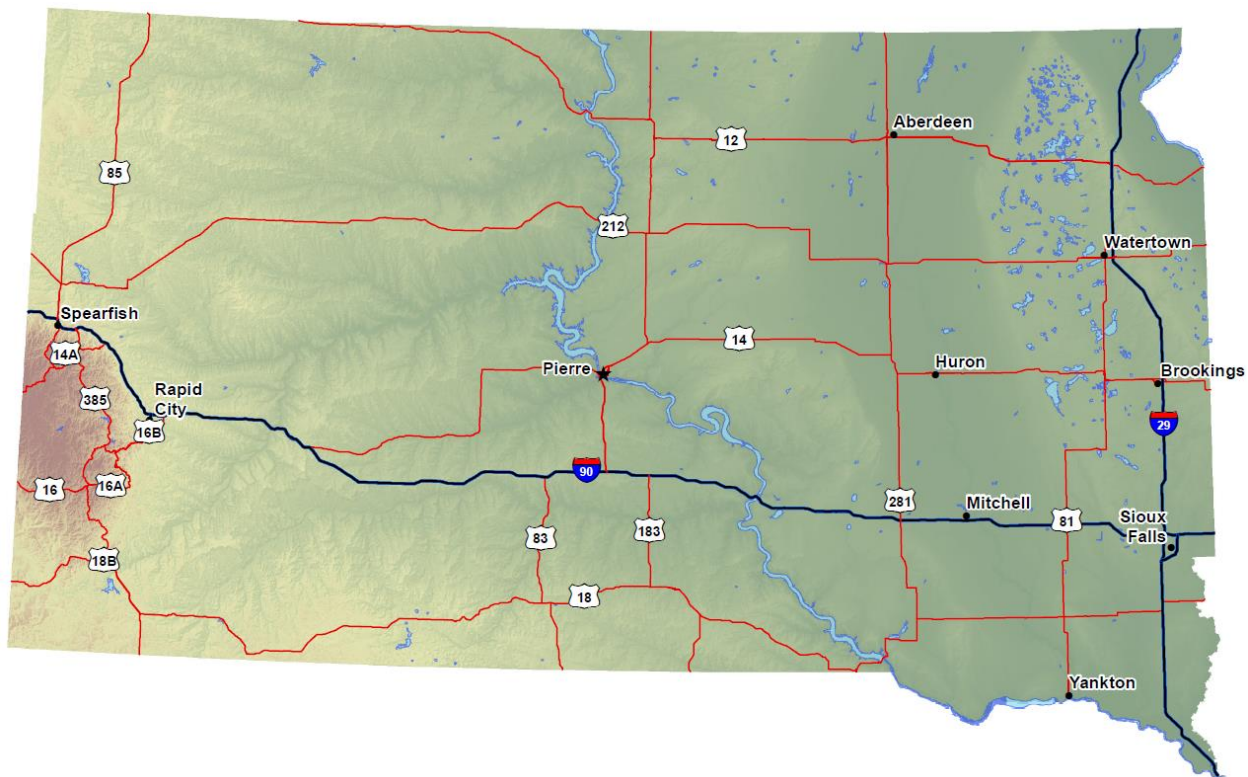 Aberdeen
12
85
212
Watertown
Spearfish
14
14A
Pierre
Huron
Brookings
Rapid
City
385
29
16B
90
16
16A
281
Mitchell
81
Sioux
Falls
83
183
18B
18
Yankton